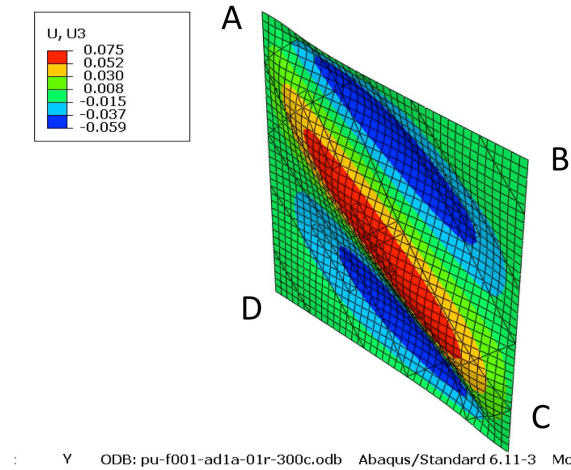 A
U, U3
0.075
0.052
0.030
0.008
-0.015
-0.037
-0.059
B
D
C
: Y ODB: pu-f001-ad1a-01r-300c.odb Abaqus/Standard 6.11-3 Mo